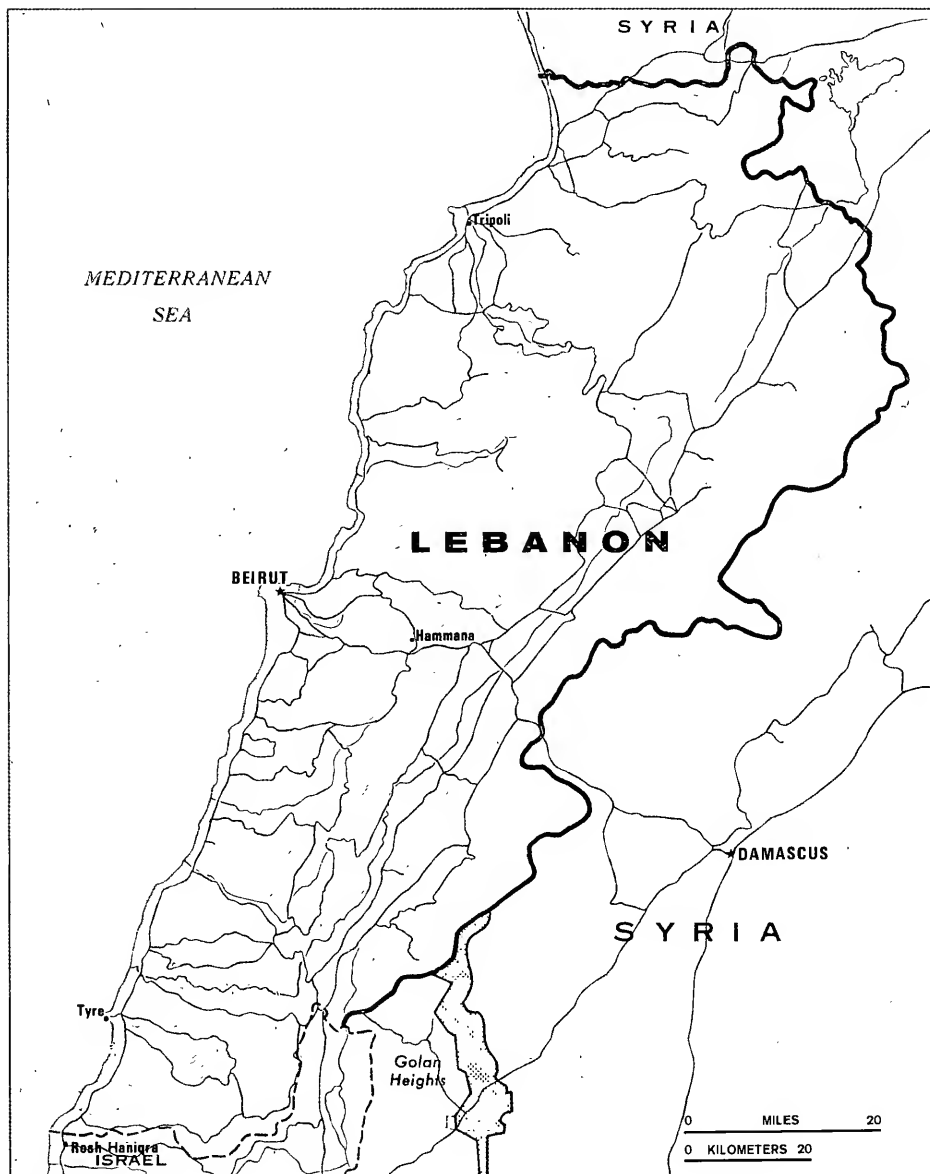 SYRIA
Tripoli
MEDITERRANEAN
SEA
LEBANON
BEIRUT
Hammana
DAMASCUS
SYRIA
Tyre
Golan
Heights
0 MILES 20
0 KILOMETERS 20
Rosh Haniqra
ISRAEL